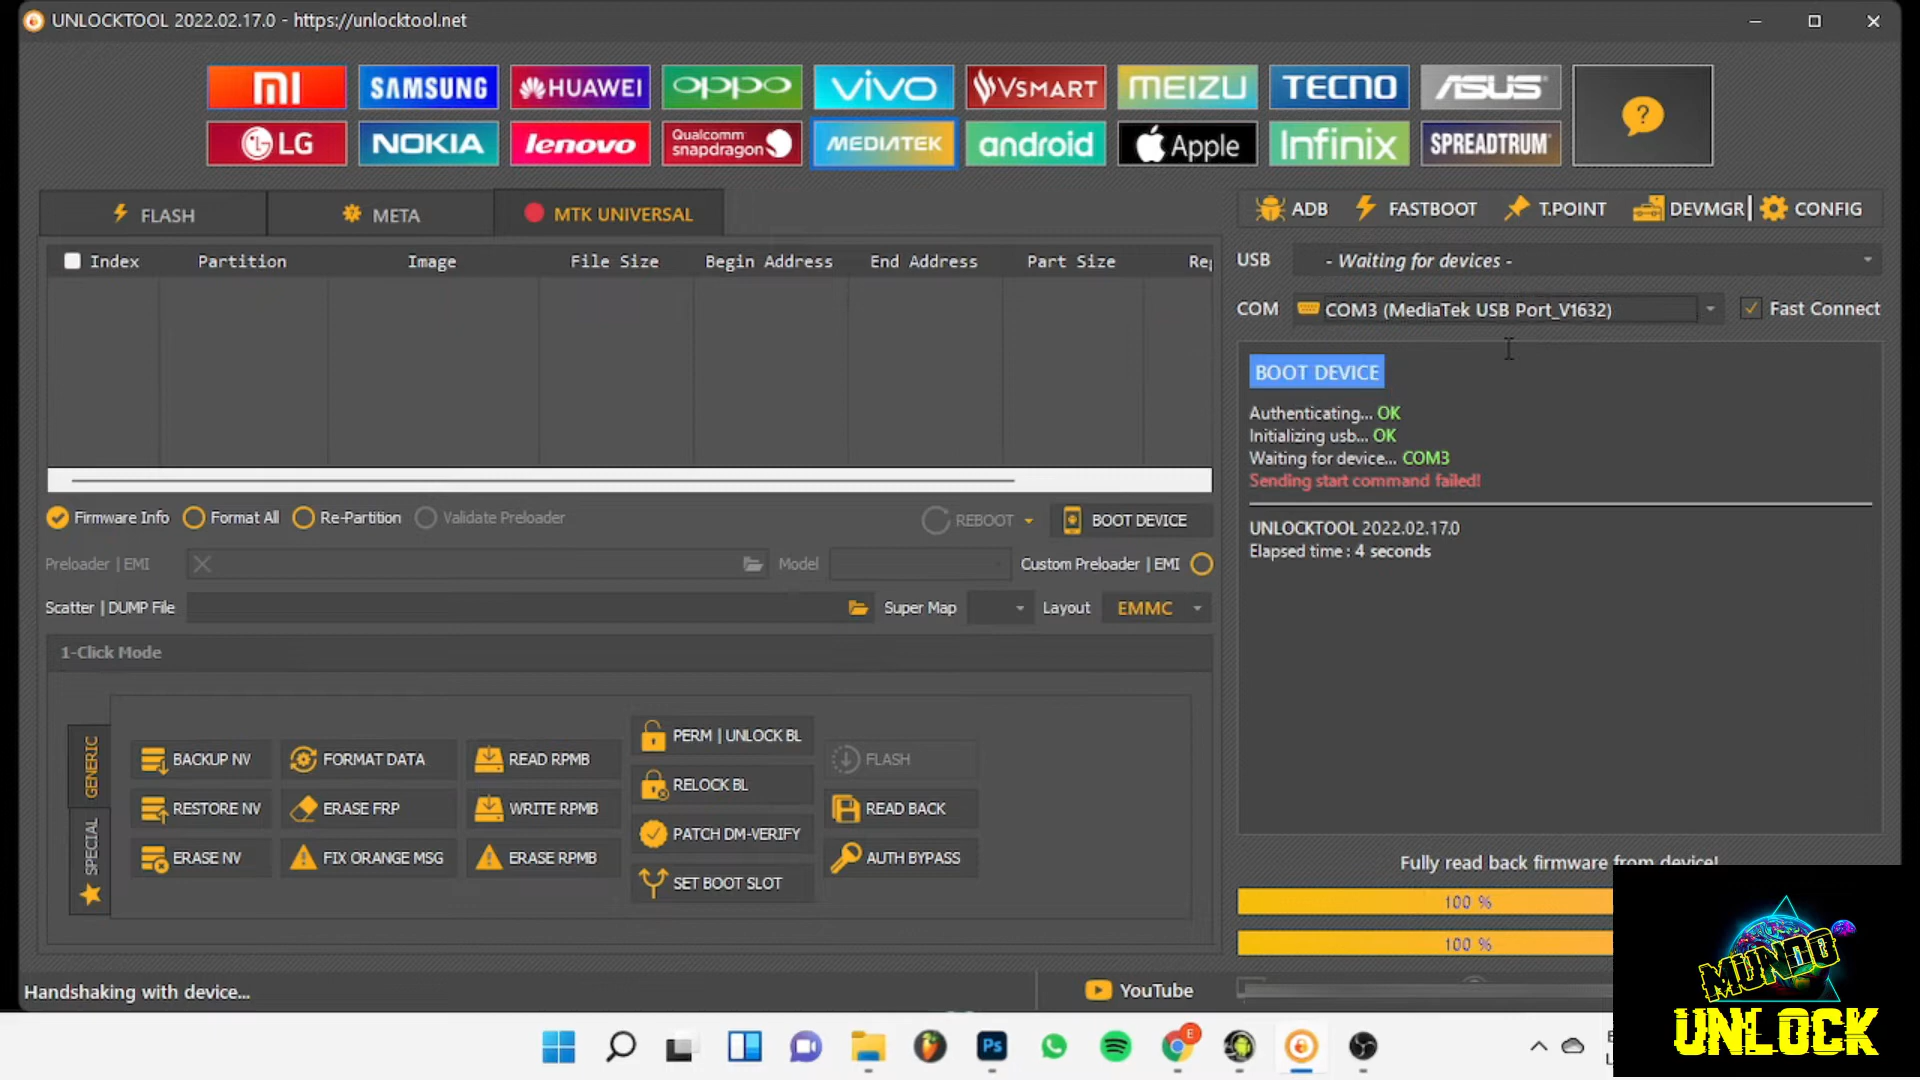 UNLOCKTOOL 2022.02.17.0 - https://unlocktool.net
MI SAMSUNG HUAWEI oppo vivo VSMART MEIZU TECNO ASUS
LG NOKIA lenovo Qualcomm snapdragon MEDIATEK android Apple Infinix SPREADTRUM ?
FLASH META MTK UNIVERSAL
ADB FASTBOOT T.POINT DEVMGR CONFIG
Index Partition Image File Size Begin Address End Address Part Size
USB - Waiting for devices -
COM COM3 (MediaTek USB Port_V1632) Fast Connect
BOOT DEVICE
Authenticating... OK
Initializing usb... OK
Waiting for device... COM3
Sending start command failed!
UNLOCKTOOL 2022.02.17.0
Elapsed time : 4 seconds
Firmware Info Format All Re-Partition Validate Preloader REBOOT BOOT DEVICE
Preloader | EMI Model Custom Preloader | EMI
Scatter | DUMP File Super Map Layout EMMC
1-Click Mode
GENERIC
SPECIAL
BACKUP NV FORMAT DATA READ RPMB PERM | UNLOCK BL FLASH
RESTORE NV ERASE FRP WRITE RPMB RELOCK BL READ BACK
ERASE NV FIX ORANGE MSG ERASE RPMB PATCH DM-VERIFY AUTH BYPASS
SET BOOT SLOT
Fully read back firmware from device!
100 %
100 %
Handshaking with device...
YouTube
Ps
E
MUNDO
UNLOCK